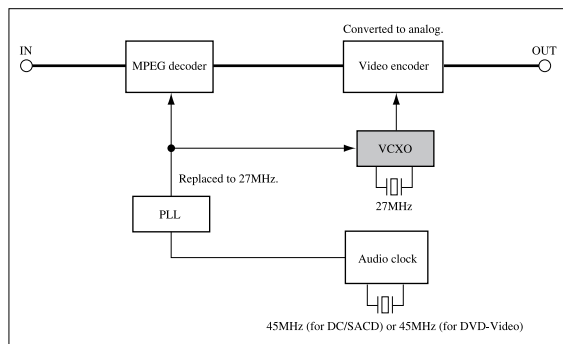 Converted to analog.
IN
OUT
MPEG decoder
Video encoder
VCXO
Replaced to 27MHz.
27MHz
PLL
Audio clock
45MHz (for DC/SACD) or 45MHz (for DVD-Video)